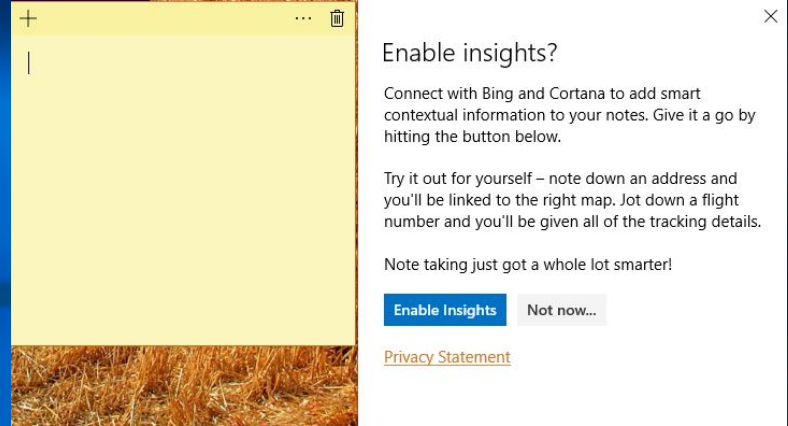 Enable insights?
Connect with Bing and Cortana to add smart
contextual information to your notes. Give it a go by
hitting the button below.
Try it out for yourself – note down an address and
you'll be linked to the right map. Jot down a flight
number and you'll be given all of the tracking details.
Note taking just got a whole lot smarter!
Enable Insights Not now...
Privacy Statement